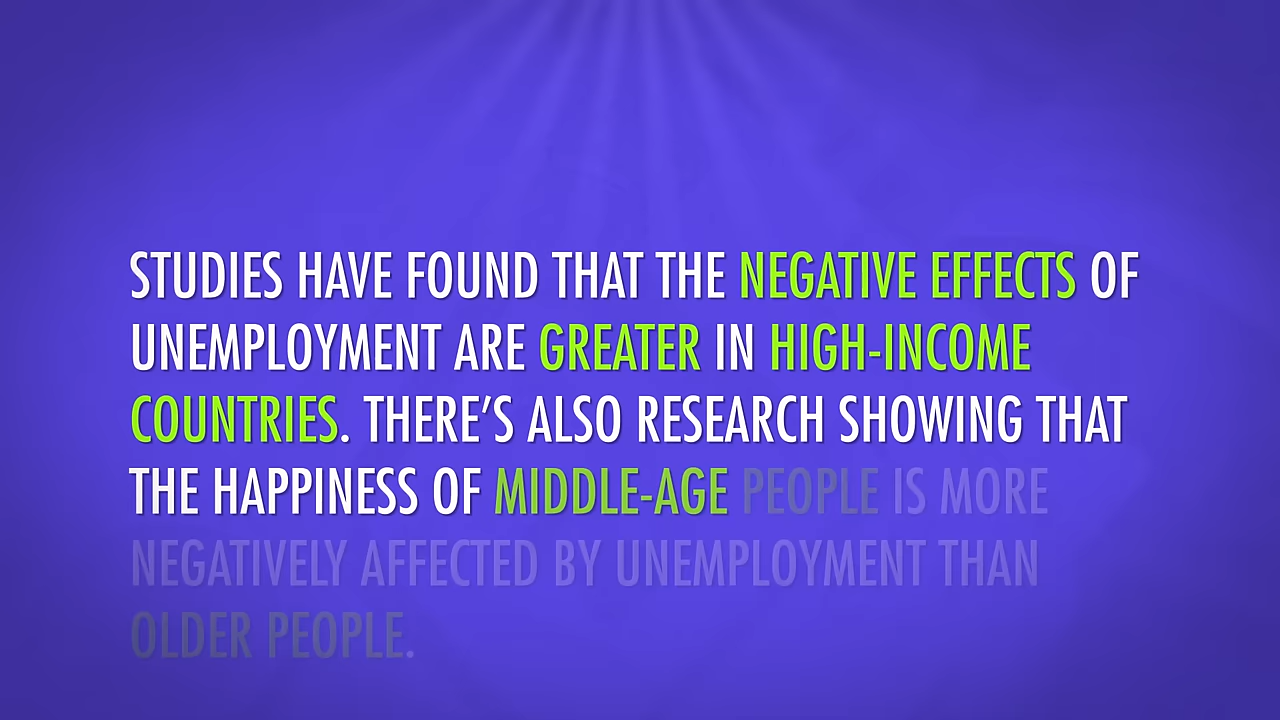 STUDIES HAVE FOUND THAT THE NEGATIVE EFFECTS OF
UNEMPLOYMENT ARE GREATER IN HIGH-INCOME
COUNTRIES. THERE'S ALSO RESEARCH SHOWING THAT
THE HAPPINESS OF MIDDLE-AGE PEOPLE IS MORE
NEGATIVELY AFFECTED BY UNEMPLOYMENT THAN
OLDER PEOPLE.